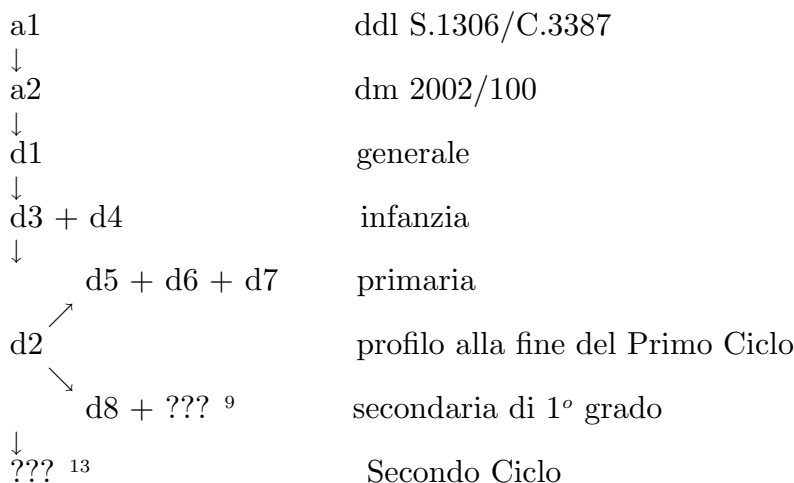 a1 ddl S.1306/C.3387
↓
a2 dm 2002/100
↓
d1 generale
↓
d3 + d4 infanzia
↓
d5 + d6 + d7 primaria
↗
d2 profilo alla fine del Primo Ciclo
↘
d8 + ??? ⁹ secondaria di 1ᵒ grado
↓
??? ¹³ Secondo Ciclo